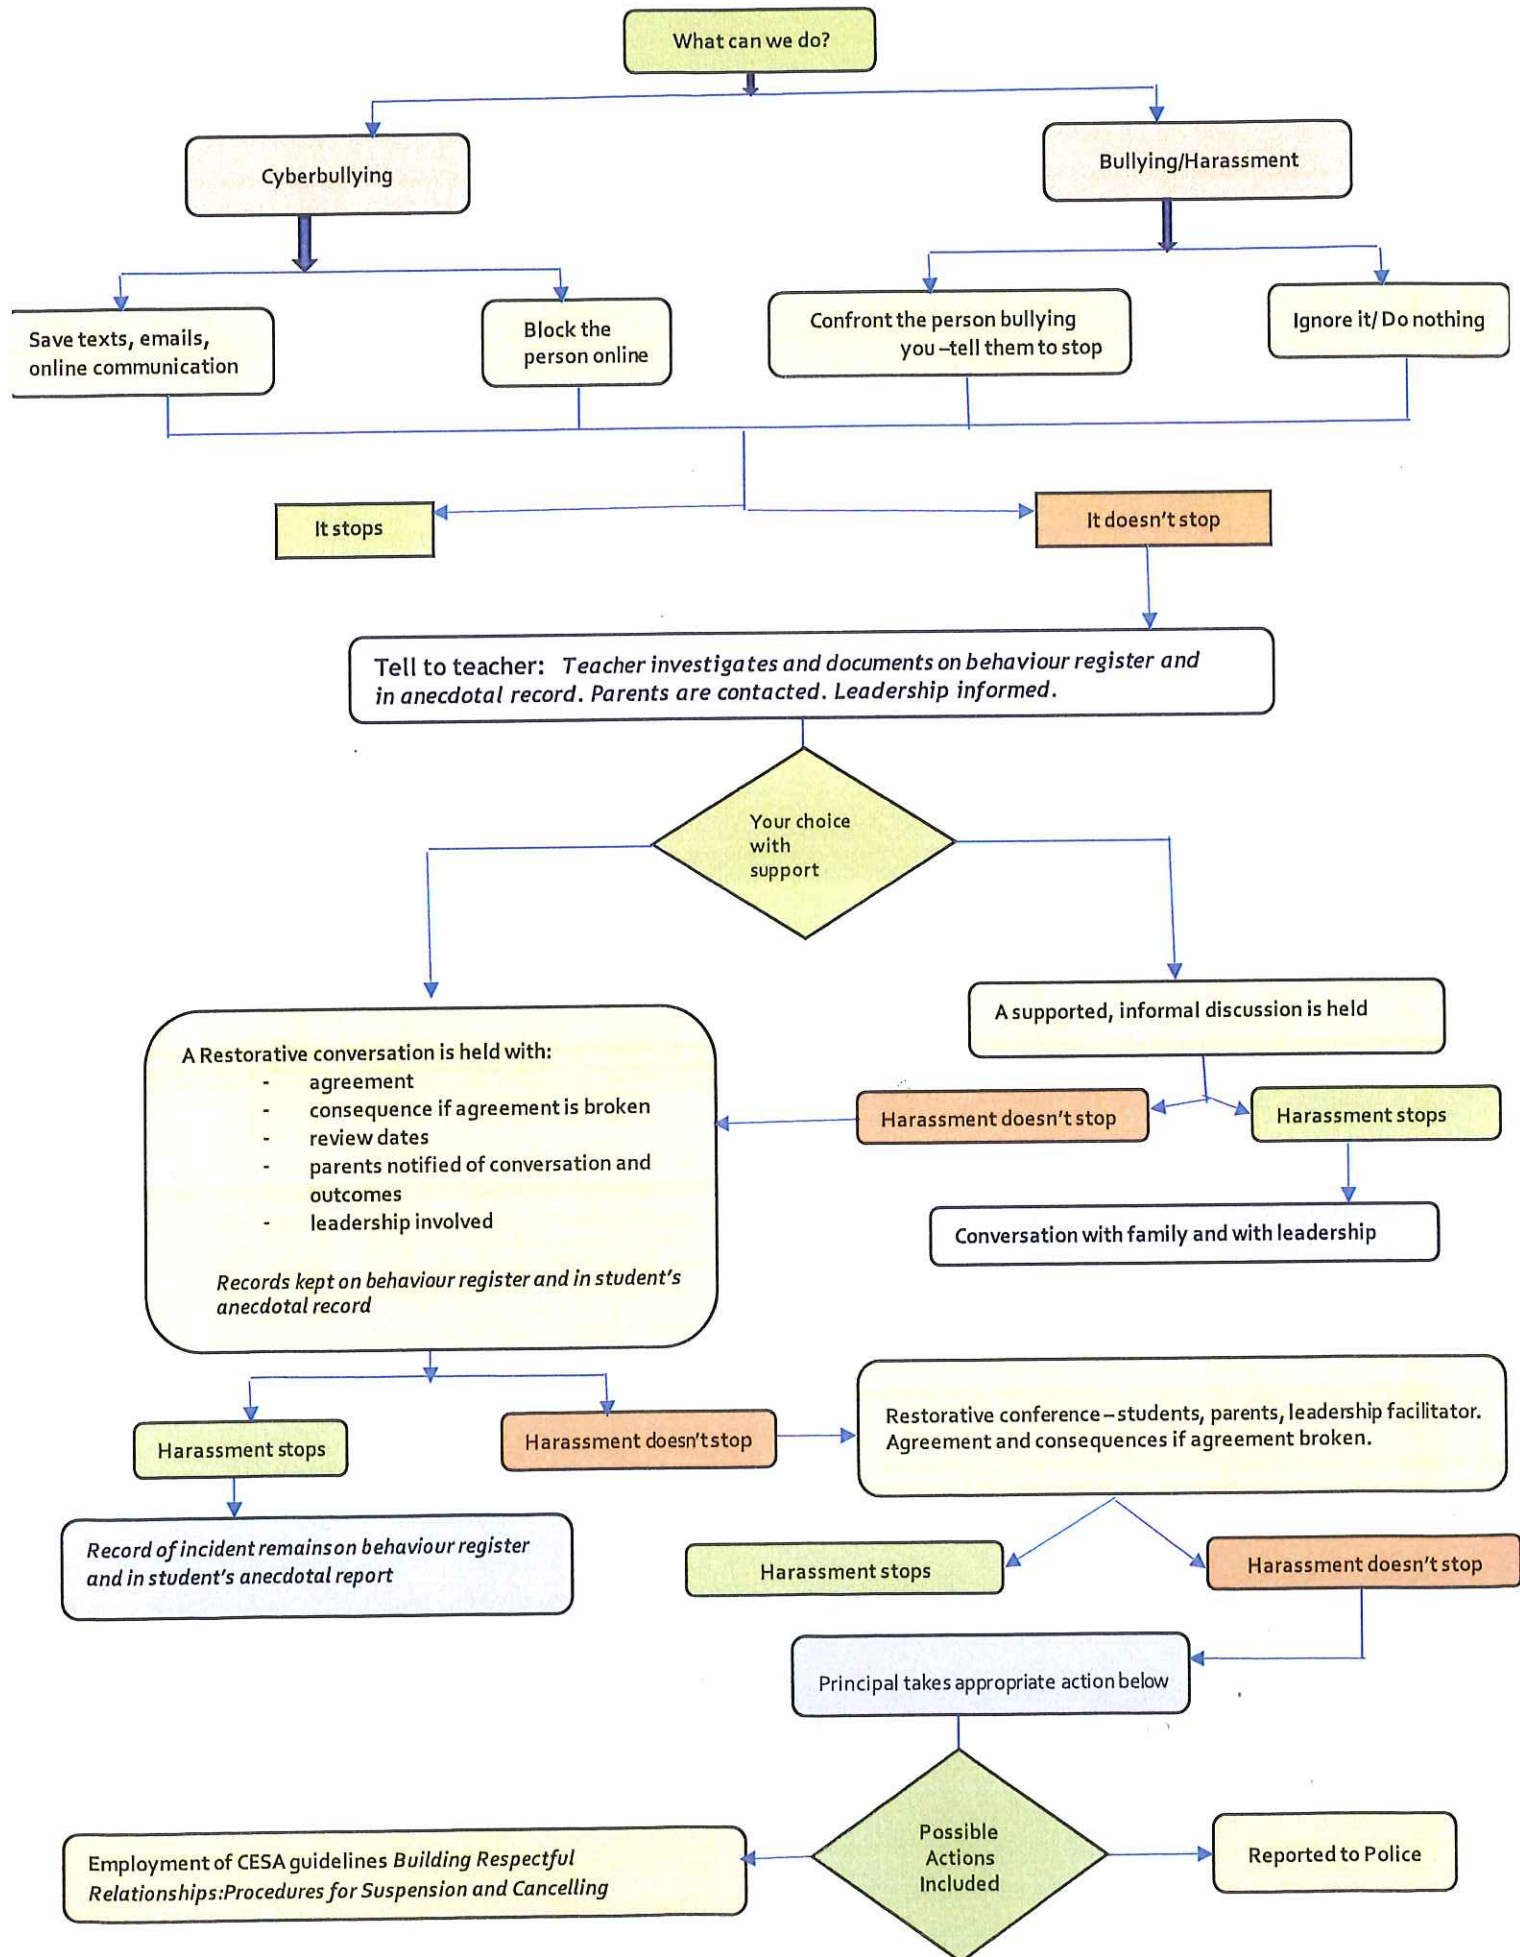 What can we do?
Cyberbullying
Bullying/Harassment
Save texts, emails,
online communication
Block the
person online
Confront the person bullying
you –tell them to stop
Ignore it/ Do nothing
It stops
It doesn't stop
Tell to teacher: Teacher investigates and documents on behaviour register and
in anecdotal record. Parents are contacted. Leadership informed.
Your choice
with
support
A supported, informal discussion is held
A Restorative conversation is held with:
- agreement
- consequence if agreement is broken
- review dates
- parents notified of conversation and
outcomes
- leadership involved
Records kept on behaviour register and in student's
anecdotal record
Harassment doesn't stop
Harassment stops
Conversation with family and with leadership
Harassment stops
Harassment doesn't stop
Restorative conference – students, parents, leadership facilitator.
Agreement and consequences if agreement broken.
Record of incident remainson behaviour register
and in student's anecdotal report
Harassment stops
Harassment doesn't stop
Principal takes appropriate action below
Possible
Actions
Included
Employment of CESA guidelines Building Respectful
Relationships:Procedures for Suspension and Cancelling
Reported to Police